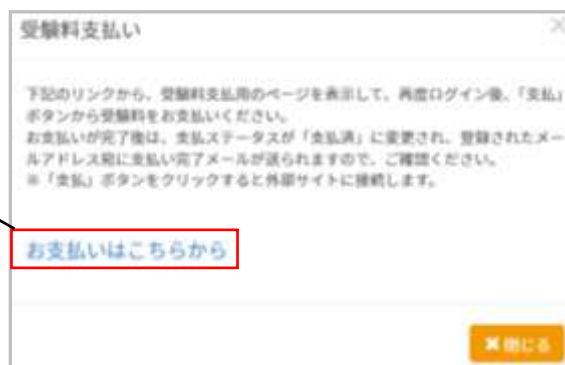 受験料支払い
×
下記のリンクから、受験料支払用のページを表示して、再度ログイン後、「支払」
ボタンから受験料をお支払いください。
お支払いが完了後は、支払ステータスが「支払済」に変更され、登録されたメー
ルアドレス宛に支払い完了メールが送られますので、ご確認ください。
※「支払」ボタンをクリックすると外部サイトに接続します。
お支払いはこちらから
✖閉じる